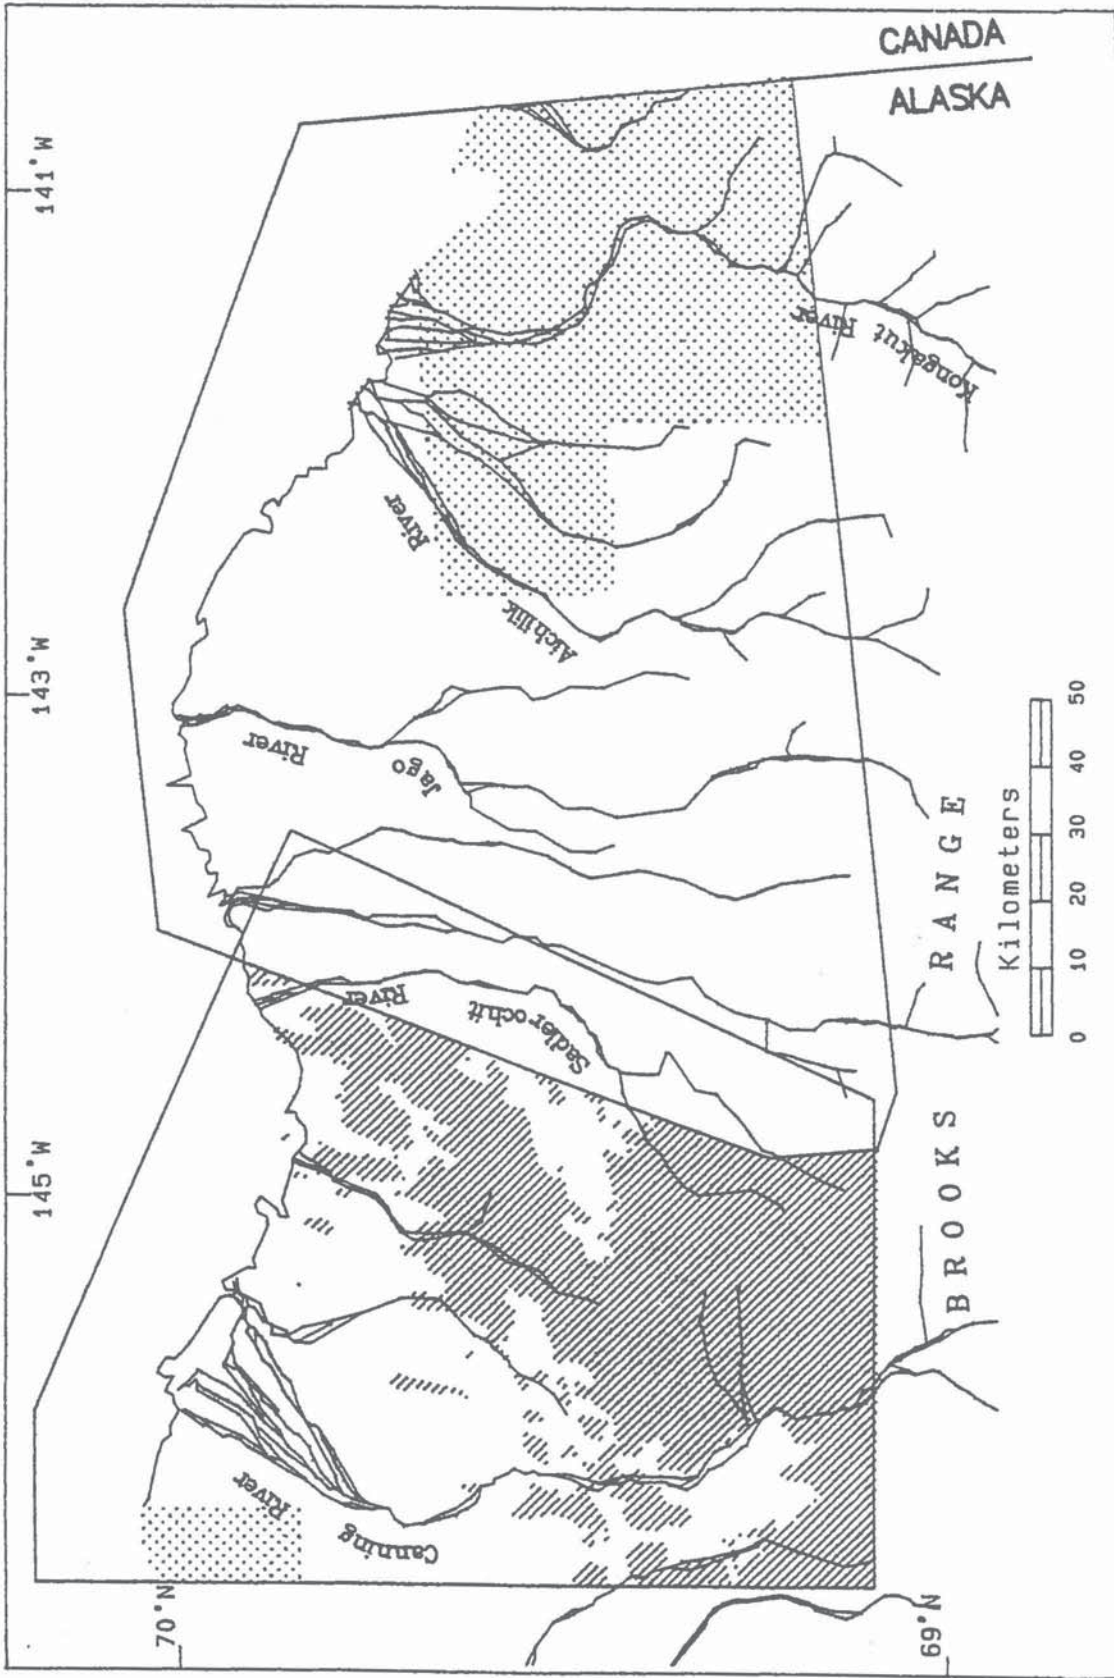 145°W
143°W
141°W
70°N
69°N
CANADA
ALASKA
Canning
River
Sadlerochit
River
Jago
River
Aichilik
River
Kongakut River
BROOKS RANGE
Kilometers
0 10 20 30 40 50